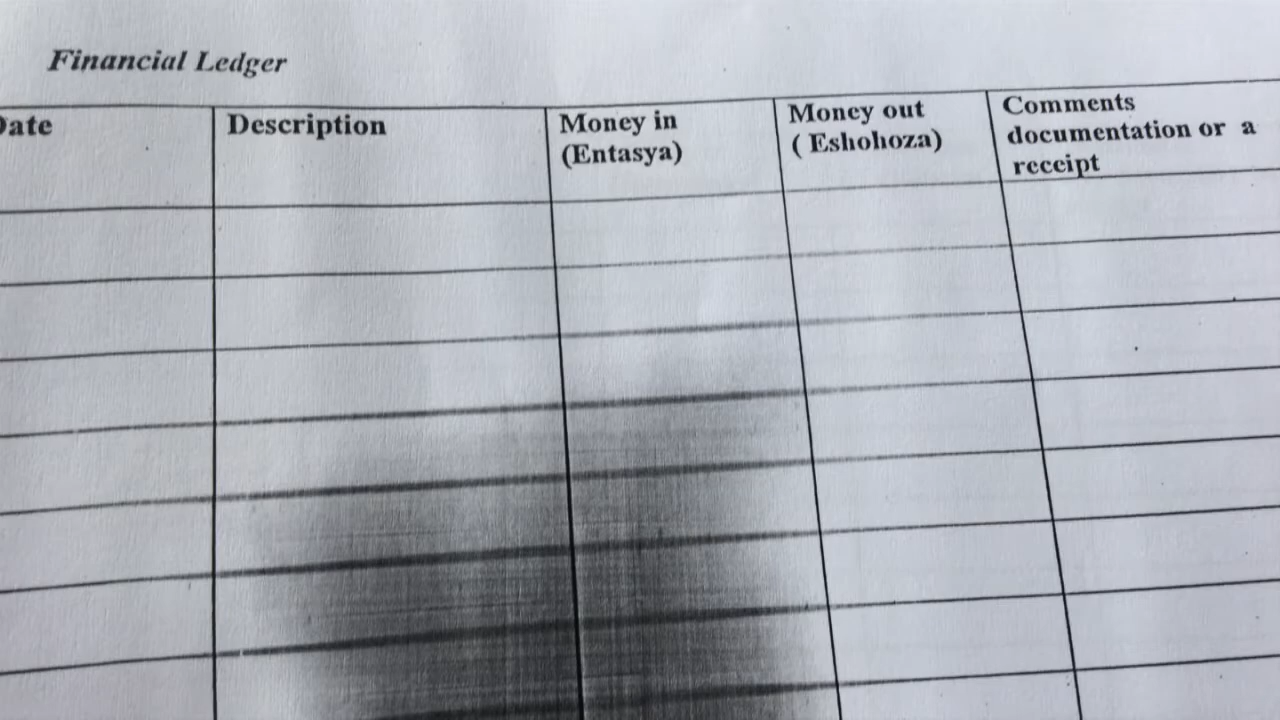 Financial Ledger
Date
Description
Money in
(Entasya)
Money out
( Eshohoza)
Comments
documentation or a
receipt